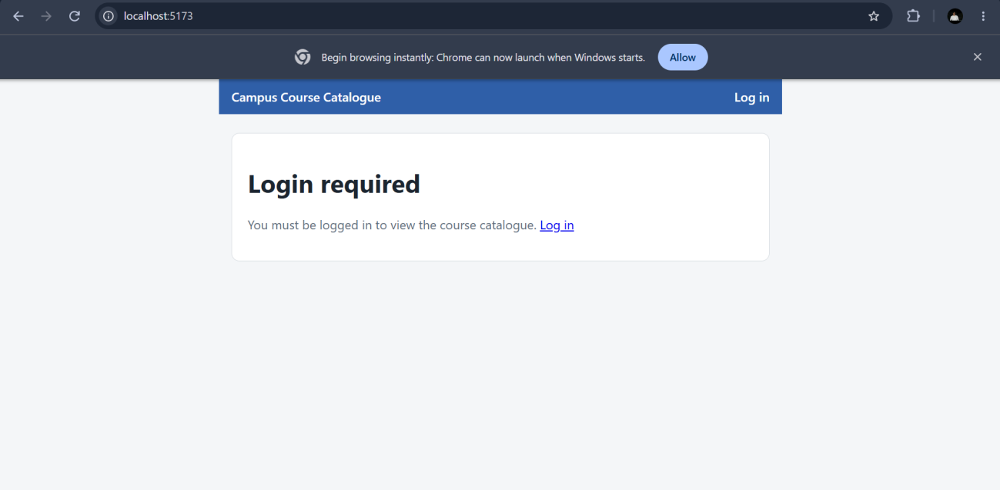 localhost:5173
Begin browsing instantly: Chrome can now launch when Windows starts. Allow
Campus Course Catalogue Log in
Login required
You must be logged in to view the course catalogue. Log in